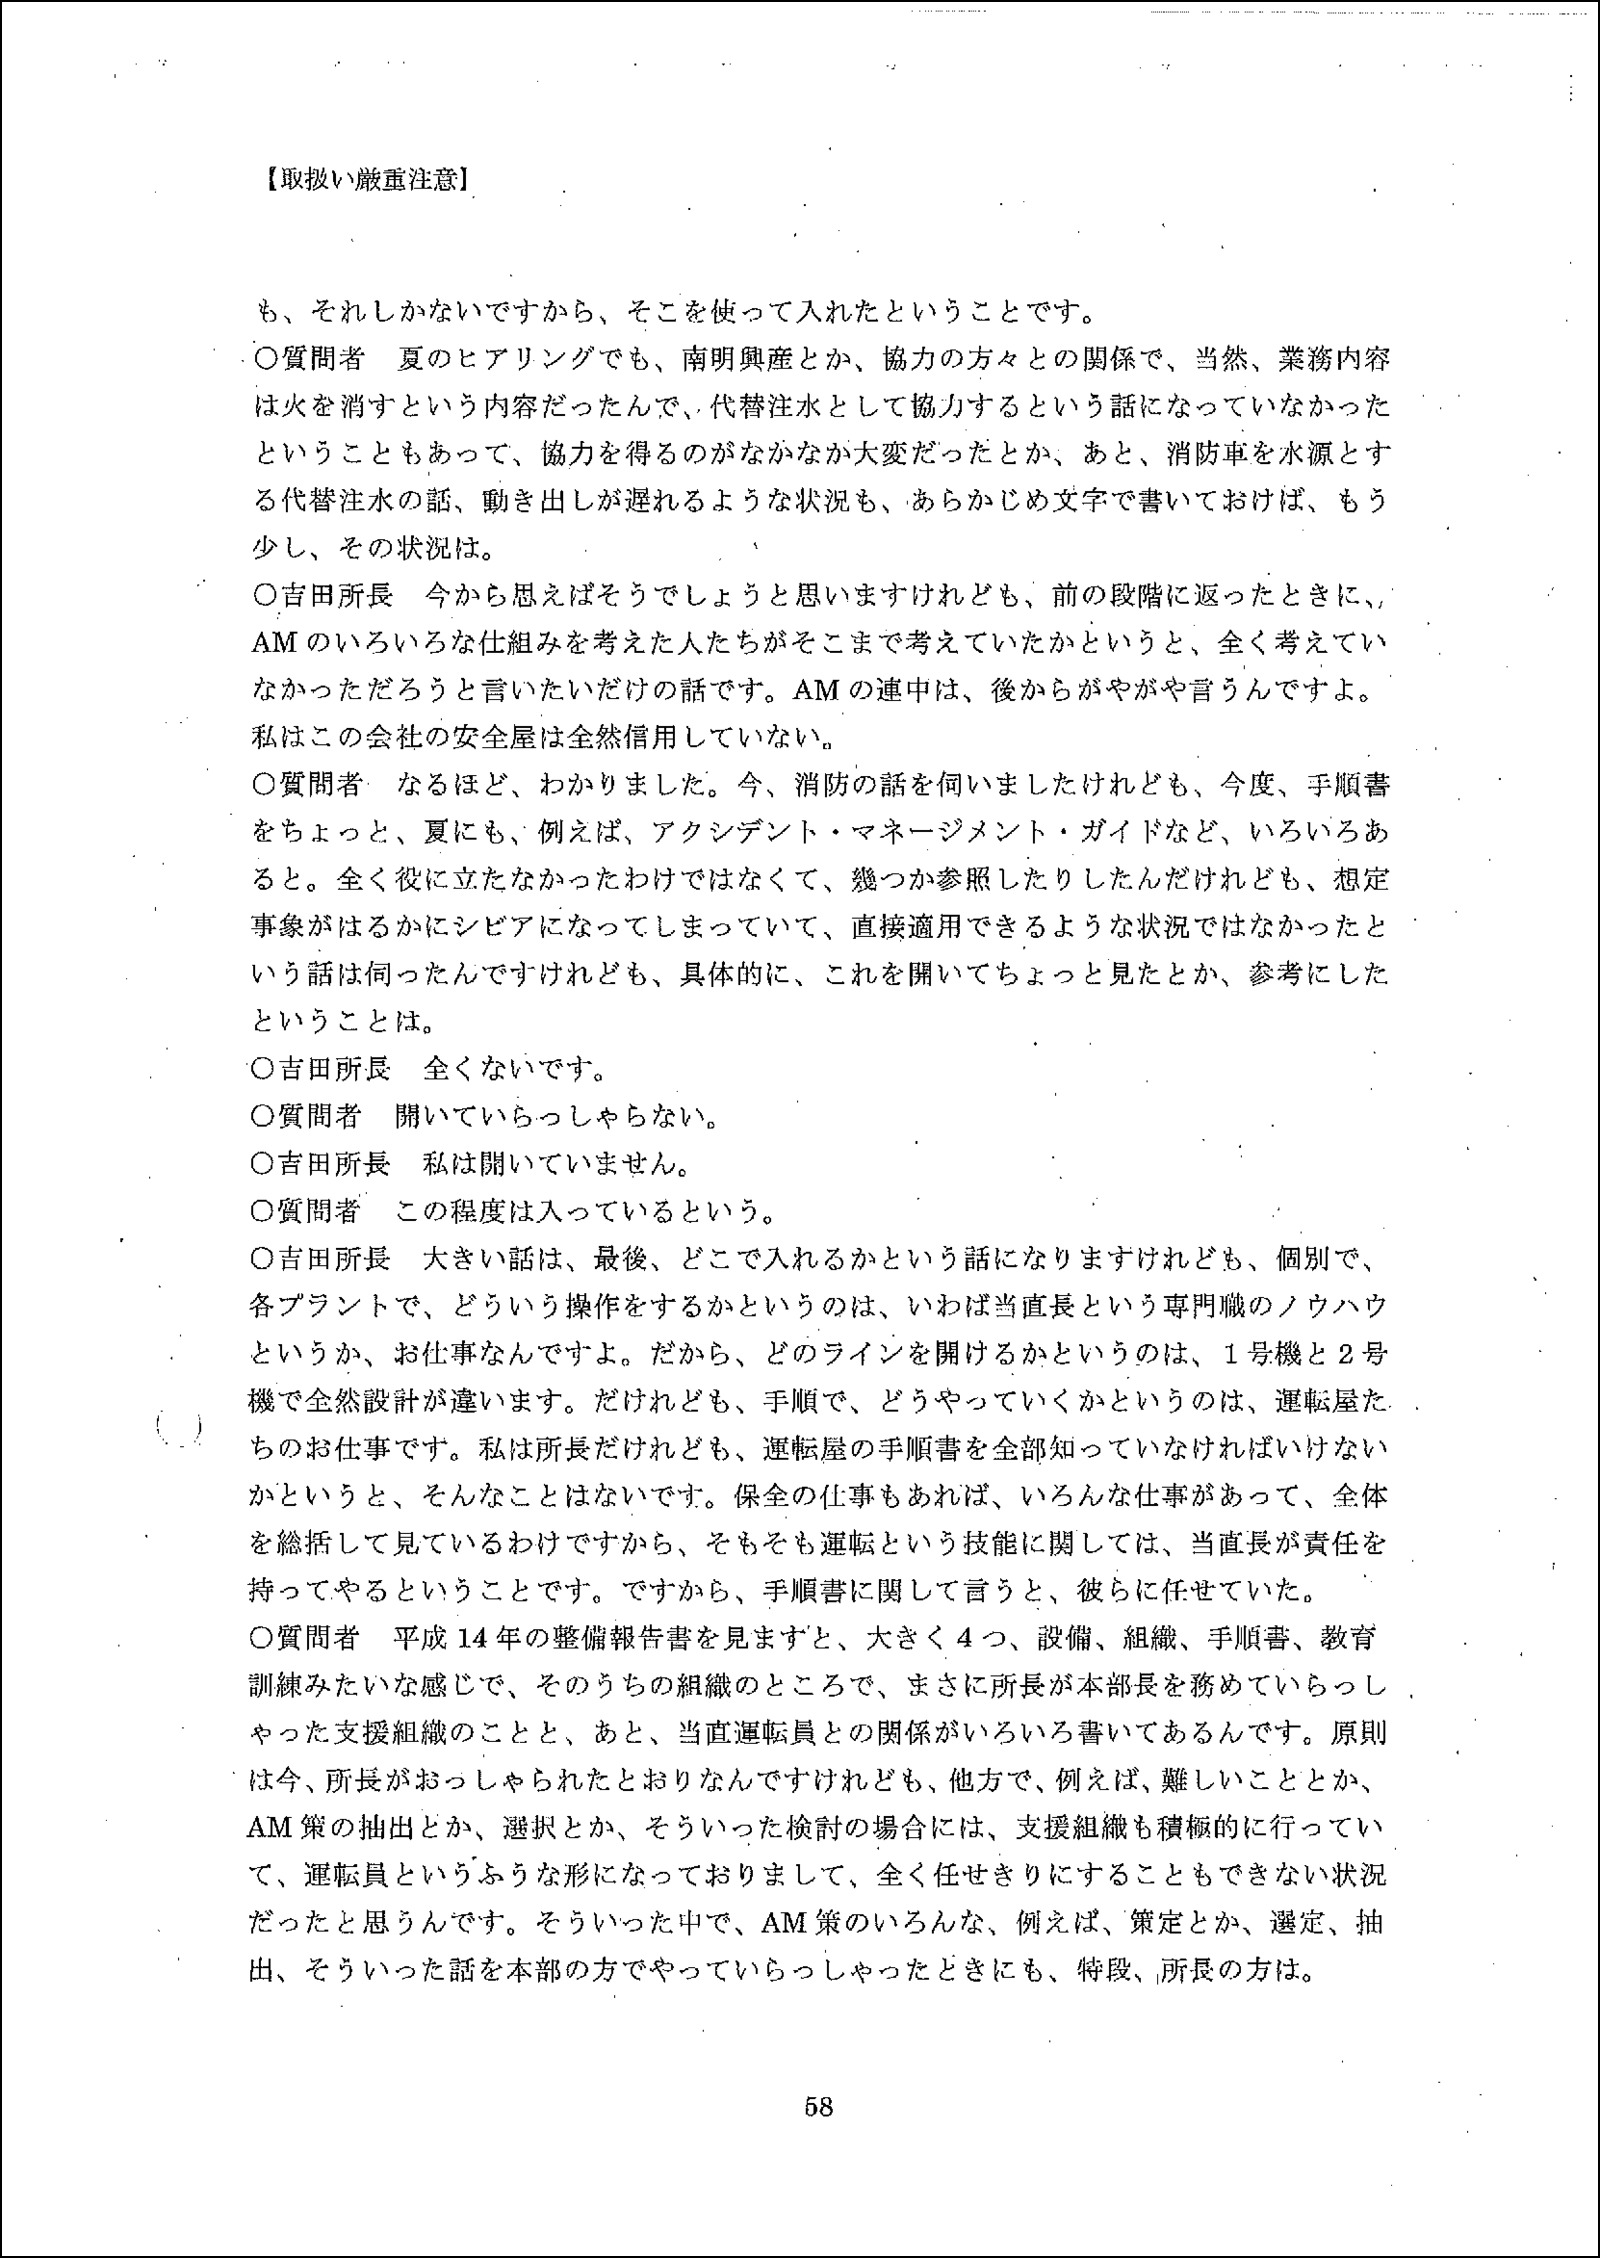 【取扱い厳重注意】
も、それしかないですから、そこを使って入れたということです。
〇質問者　夏のヒアリングでも、南明興産とか、協力の方々との関係で、当然、業務内容
は火を消すという内容だったんで、代替注水として協力するという話になっていなかった
ということもあって、協力を得るのがなかなか大変だったとか、あと、消防車を水源とす
る代替注水の話、動き出しが遅れるような状況も、あらかじめ文字で書いておけば、もう
少し、その状況は。
〇吉田所長　今から思えばそうでしょうと思いますけれども、前の段階に返ったときに、
AM のいろいろな仕組みを考えた人たちがそこまで考えていたかというと、全く考えてい
なかっただろうと言いたいだけの話です。AM の連中は、後からがやがや言うんですよ。
私はこの会社の安全屋は全然信用していない。
〇質問者　なるほど、わかりました。今、消防の話を伺いましたけれども、今度、手順書
をちょっと、夏にも、例えば、アクシデント・マネージメント・ガイドなど、いろいろあ
ると。全く役に立たなかったわけではなくて、幾つか参照したりしたんだけれども、想定
事象がはるかにシビアになってしまっていて、直接適用できるような状況ではなかったと
いう話は伺ったんですけれども、具体的に、これを開いてちょっと見たとか、参考にした
ということは。
〇吉田所長　全くないです。
〇質問者　開いていらっしゃらない。
〇吉田所長　私は開いていません。
〇質問者　この程度は入っているという。
〇吉田所長　大きい話は、最後、どこで入れるかという話になりますけれども、個別で、
各プラントで、どういう操作をするかというのは、いわば当直長という専門職のノウハウ
というか、お仕事なんですよ。だから、どのラインを開けるかというのは、１号機と２号
機で全然設計が違います。だけれども、手順で、どうやっていくかというのは、運転屋た
ちのお仕事です。私は所長だけれども、運転屋の手順書を全部知っていなければいけない
かというと、そんなことはないです。保全の仕事もあれば、いろんな仕事があって、全体
を総括して見ているわけですから、そもそも運転という技能に関しては、当直長が責任を
持ってやるということです。ですから、手順書に関して言うと、彼らに任せていた。
〇質問者　平成 14 年の整備報告書を見ますと、大きく４つ、設備、組織、手順書、教育
訓練みたいな感じで、そのうちの組織のところで、まさに所長が本部長を務めていらっし
ゃった支援組織のことと、あと、当直運転員との関係がいろいろ書いてあるんです。原則
は今、所長がおっしゃられたとおりなんですけれども、他方で、例えば、難しいこととか、
AM 策の抽出とか、選択とか、そういった検討の場合には、支援組織も積極的に行ってい
て、運転員というふうな形になっておりまして、全く任せきりにすることもできない状況
だったと思うんです。そういった中で、AM 策のいろんな、例えば、策定とか、選定、抽
出、そういった話を本部の方でやっていらっしゃったときにも、特段、所長の方は。
58